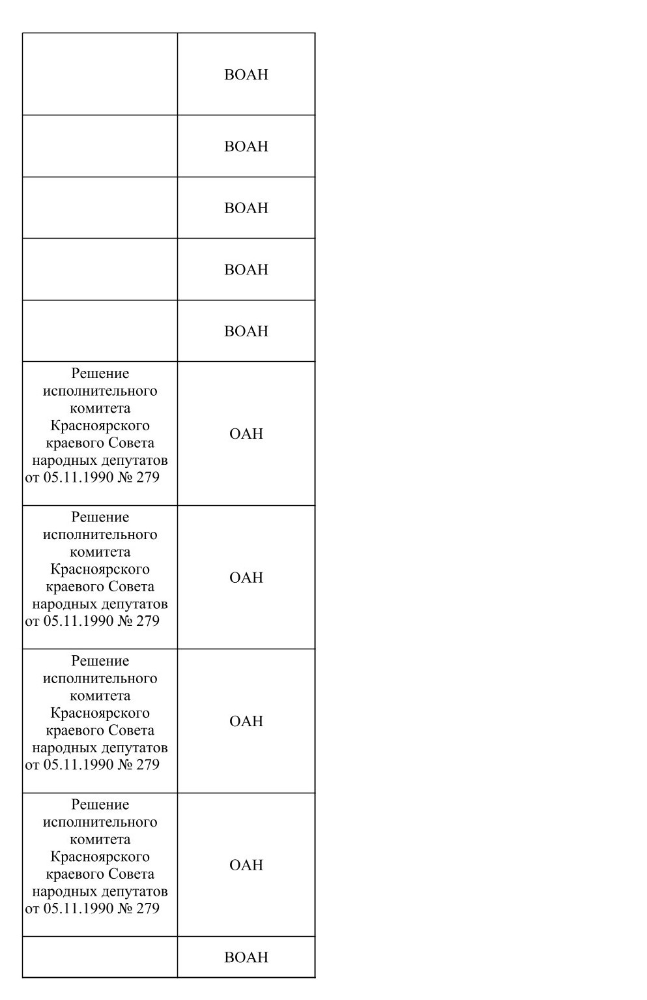 ВОАН
ВОАН
ВОАН
ВОАН
ВОАН
Решение
исполнительного
комитета
Красноярского
краевого Совета
народных депутатов
от 05.11.1990 № 279
ОАН
Решение
исполнительного
комитета
Красноярского
краевого Совета
народных депутатов
от 05.11.1990 № 279
ОАН
Решение
исполнительного
комитета
Красноярского
краевого Совета
народных депутатов
от 05.11.1990 № 279
ОАН
Решение
исполнительного
комитета
Красноярского
краевого Совета
народных депутатов
от 05.11.1990 № 279
ОАН
ВОАН